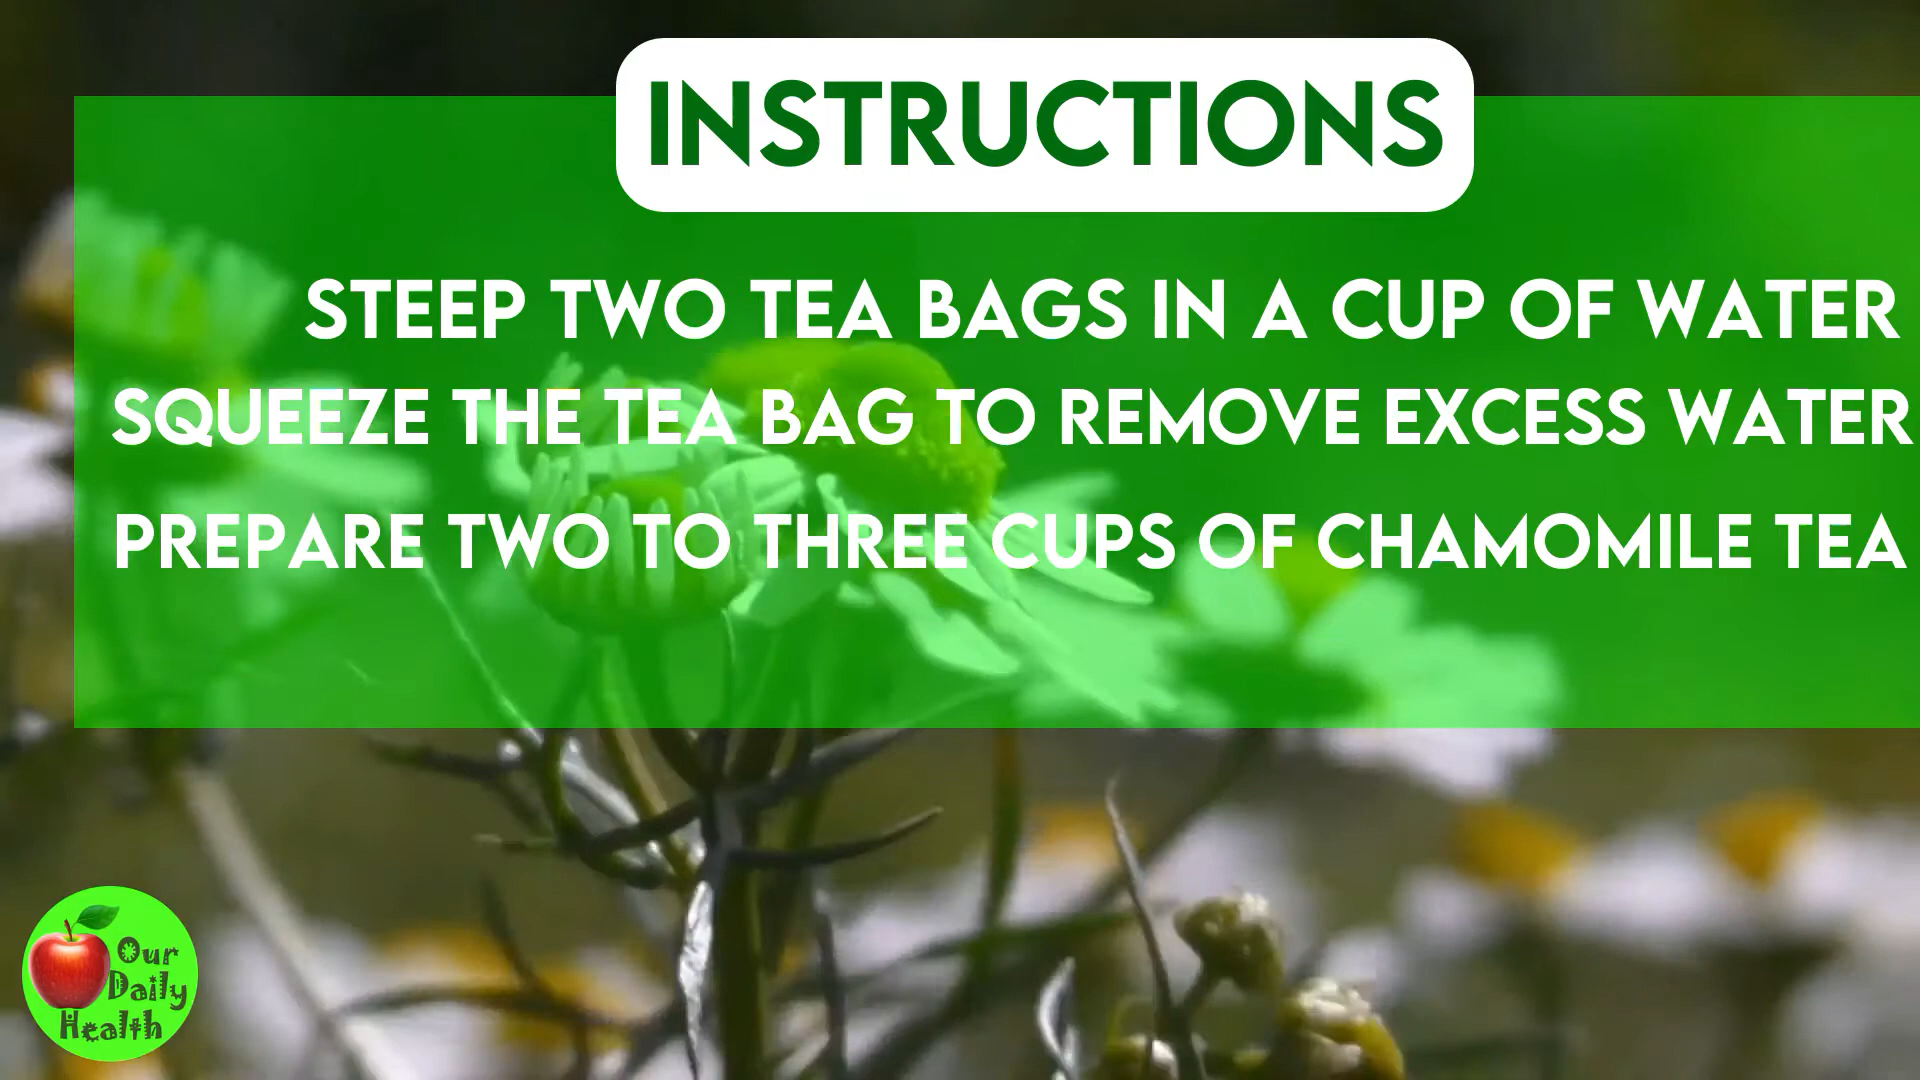 INSTRUCTIONS
STEEP TWO TEA BAGS IN A CUP OF WATER
SQUEEZE THE TEA BAG TO REMOVE EXCESS WATER
PREPARE TWO TO THREE CUPS OF CHAMOMILE TEA
Our
Daily
Health